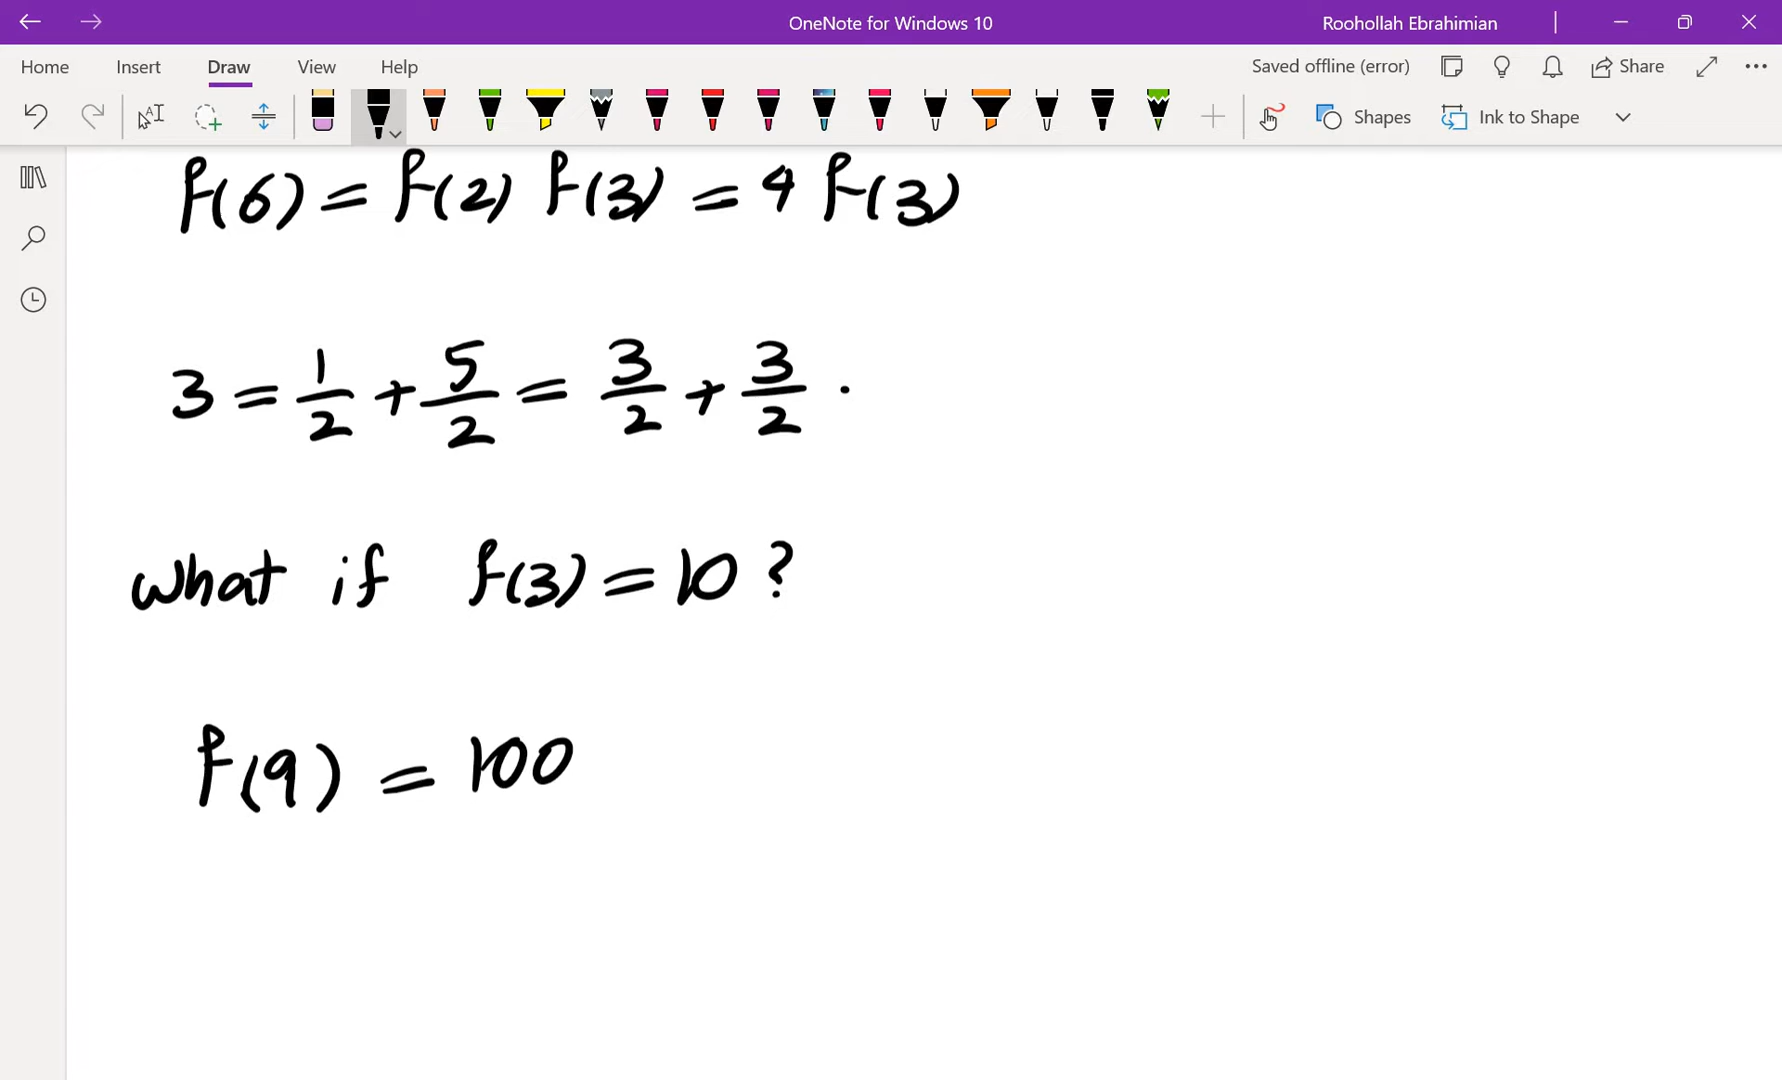 OneNote for Windows 10
Roohollah Ebrahimian
Home Insert Draw View Help
Saved offline (error)
Share
Shapes
Ink to Shape
f(6) = f(2) f(3) = 4 f(3)
3 = 1/2 + 5/2 = 3/2 + 3/2 .
What if f(3) = 10 ?
f(9) = 100